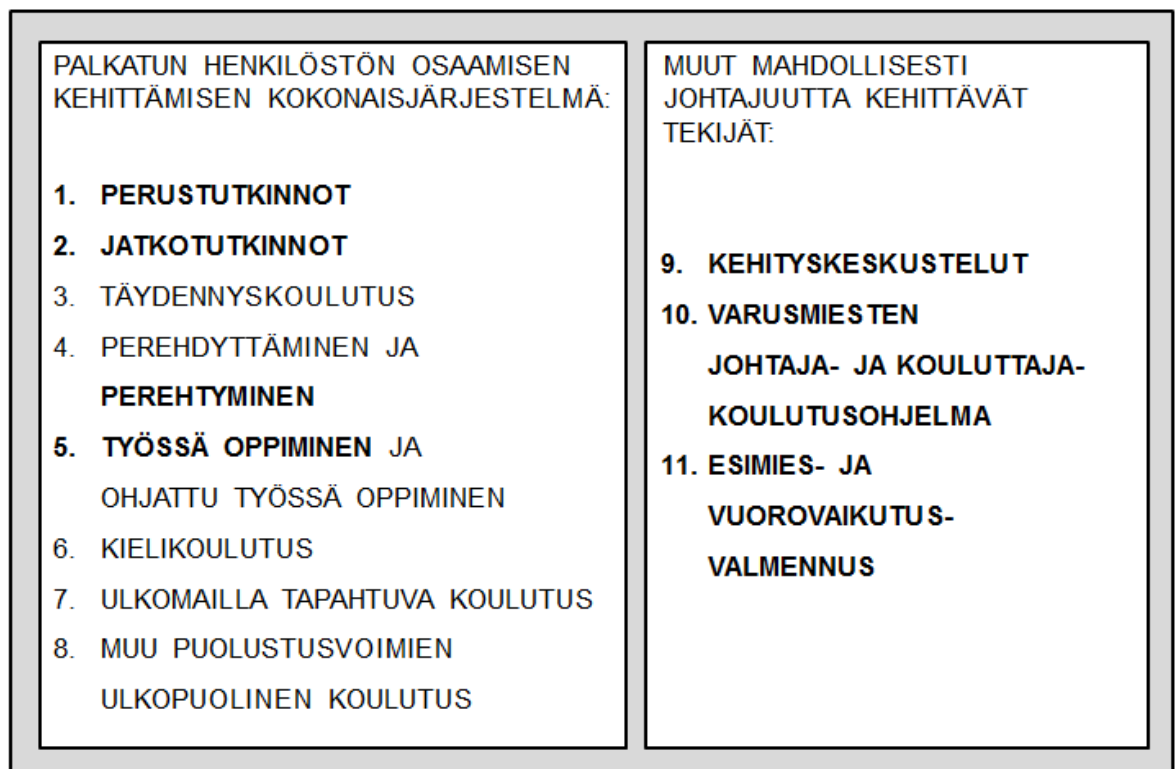 PALKATUN HENKILÖSTÖN OSAAMISEN
KEHITTÄMISEN KOKONAISJÄRJESTELMÄ:
1. PERUSTUTKINNOT
2. JATKOTUTKINNOT
3. TÄYDENNYSKOULUTUS
4. PEREHDYTTÄMINEN JA
PEREHTYMINEN
5. TYÖSSÄ OPPIMINEN JA
OHJATTU TYÖSSÄ OPPIMINEN
6. KIELIKOULUTUS
7. ULKOMAILLA TAPAHTUVA KOULUTUS
8. MUU PUOLUSTUSVOIMIEN
ULKOPUOLINEN KOULUTUS
MUUT MAHDOLLISESTI
JOHTAJUUTTA KEHITTÄVÄT
TEKIJÄT:
9. KEHITYSKESKUSTELUT
10. VARUSMIESTEN
JOHTAJA- JA KOULUTTAJA-
KOULUTUSOHJELMA
11. ESIMIES- JA
VUOROVAIKUTUS-
VALMENNUS